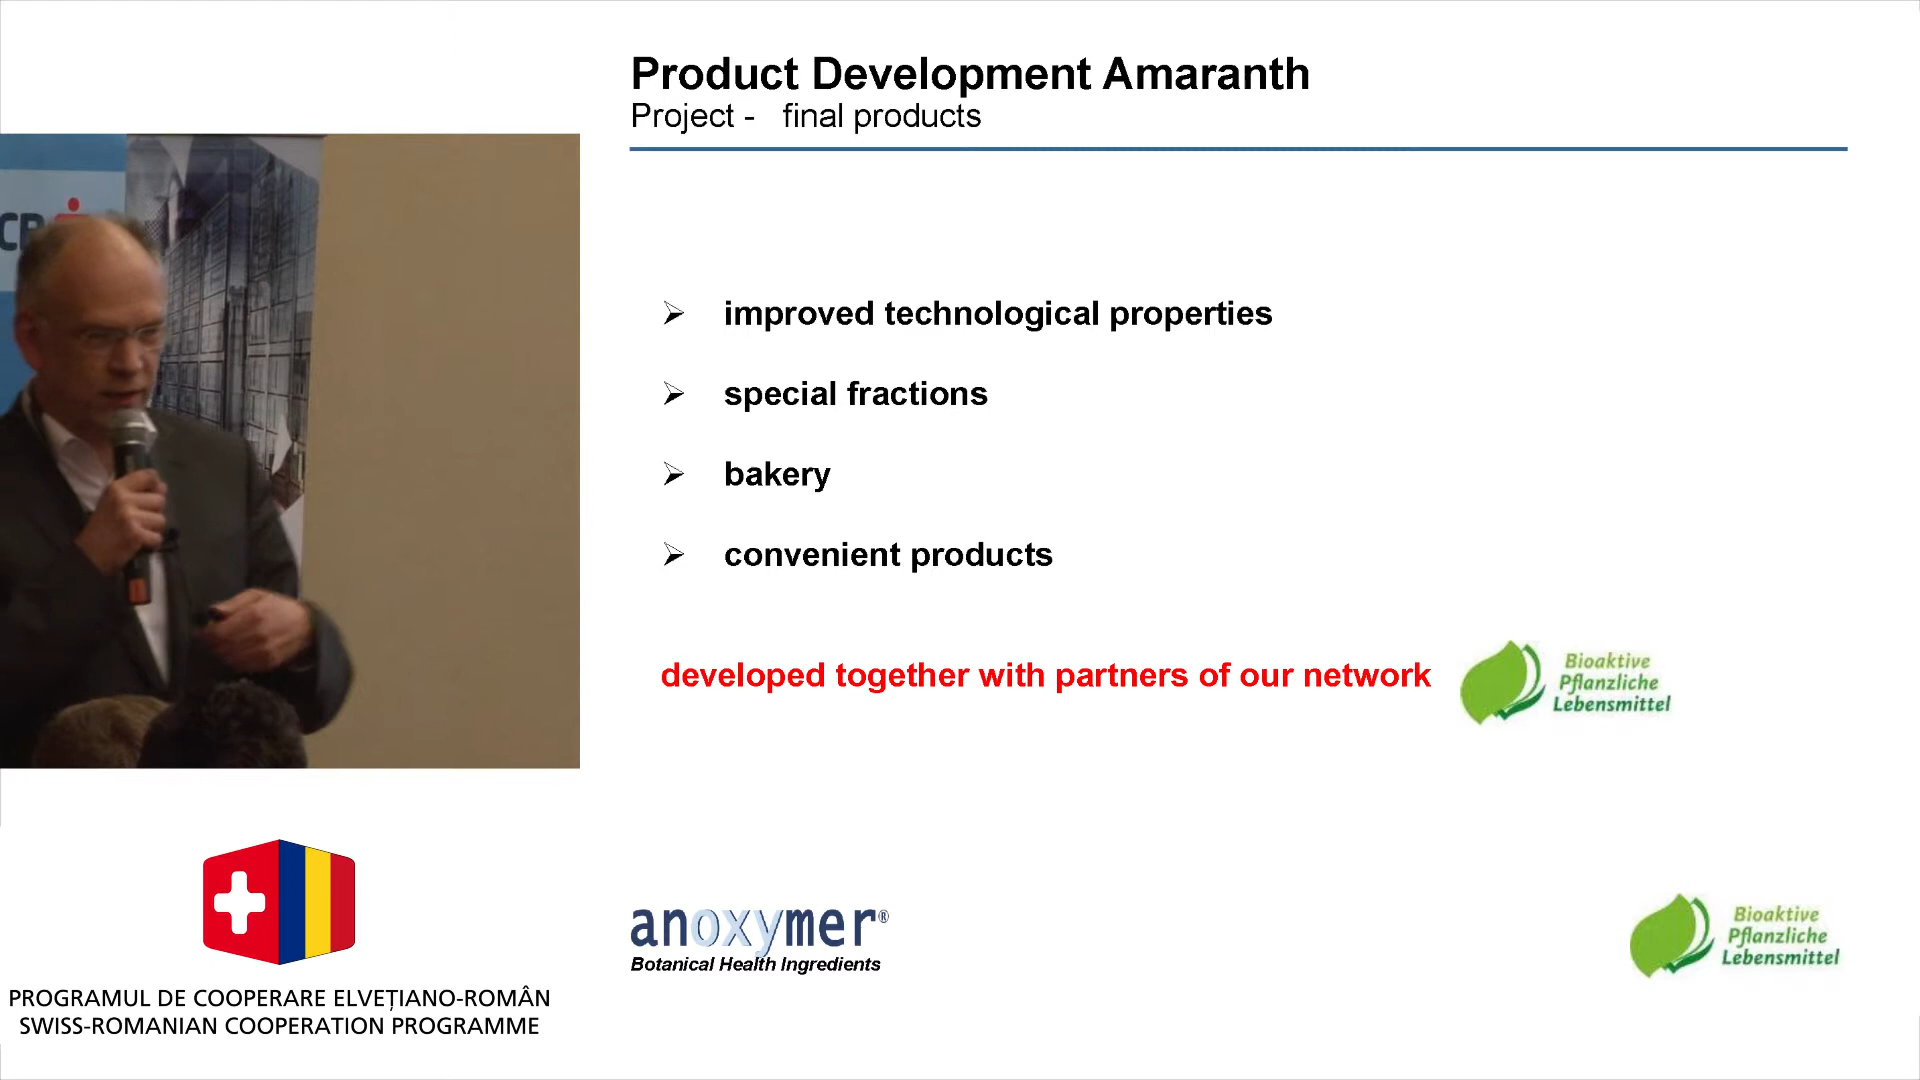 Product Development Amaranth
Project - final products
➢ improved technological properties
➢ special fractions
➢ bakery
➢ convenient products
developed together with partners of our network
Bioaktive
Pflanzliche
Lebensmittel
PROGRAMUL DE COOPERARE ELVEȚIANO-ROMÂN
SWISS-ROMANIAN COOPERATION PROGRAMME
anoxymer®
Botanical Health Ingredients
Bioaktive
Pflanzliche
Lebensmittel